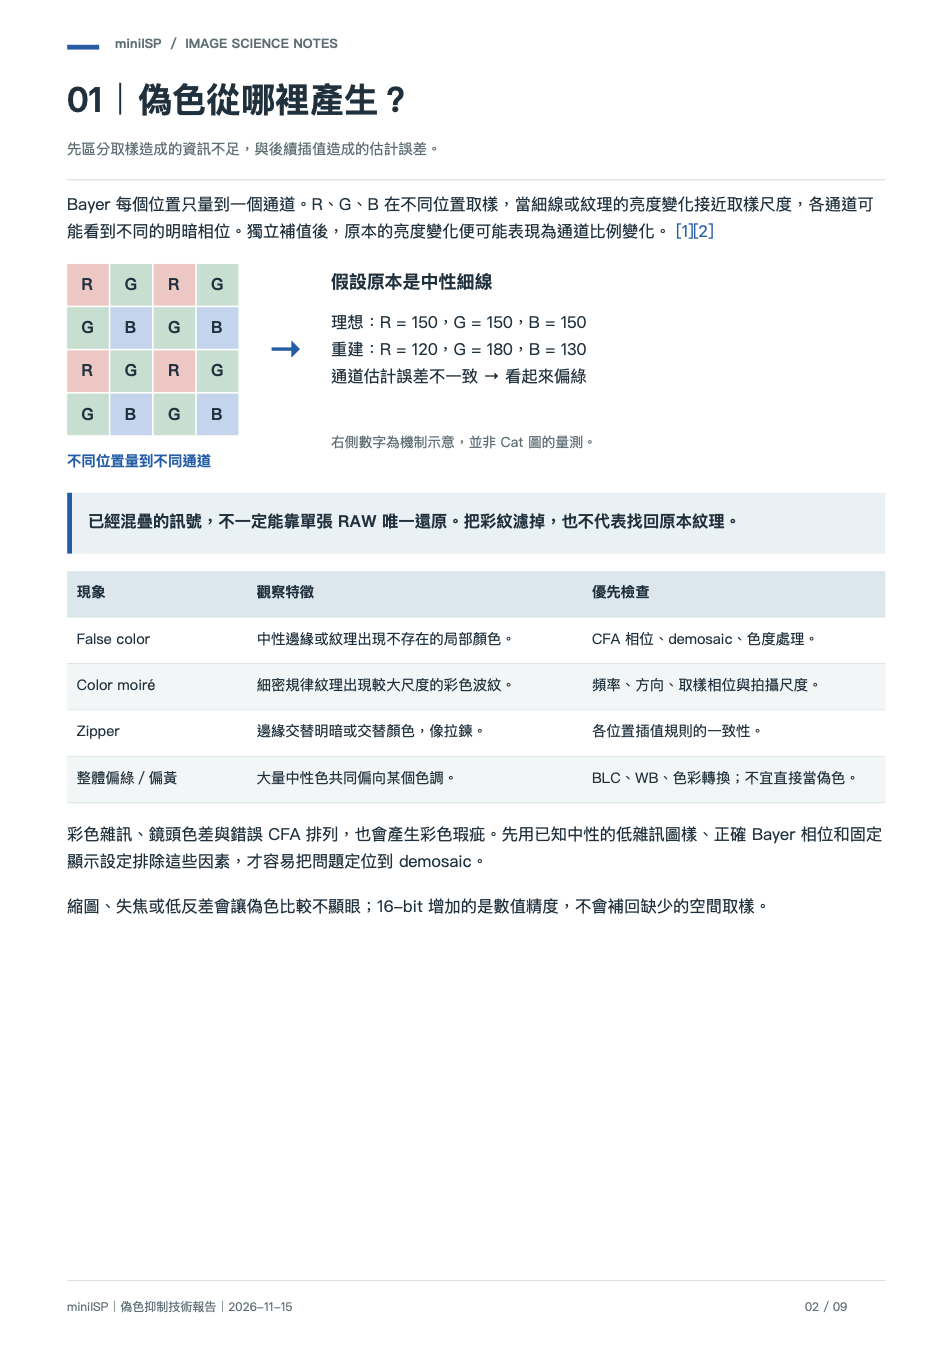 miniISP / IMAGE SCIENCE NOTES
01｜偽色從哪裡產生？
先區分取樣造成的資訊不足，與後續插值造成的估計誤差。
Bayer 每個位置只量到一個通道。R、G、B 在不同位置取樣，當細線或紋理的亮度變化接近取樣尺度，各通道可
能看到不同的明暗相位。獨立補值後，原本的亮度變化便可能表現為通道比例變化。 [1][2]
R G R G
G B G B
R G R G
G B G B
不同位置量到不同通道
→
假設原本是中性細線
理想：R = 150，G = 150，B = 150
重建：R = 120，G = 180，B = 130
通道估計誤差不一致 → 看起來偏綠
右側數字為機制示意，並非 Cat 圖的量測。
已經混疊的訊號，不一定能靠單張 RAW 唯一還原。把彩紋濾掉，也不代表找回原本紋理。
現象 觀察特徵 優先檢查
False color 中性邊緣或紋理出現不存在的局部顏色。 CFA 相位、demosaic、色度處理。
Color moiré 細密規律紋理出現較大尺度的彩色波紋。 頻率、方向、取樣相位與拍攝尺度。
Zipper 邊緣交替明暗或交替顏色，像拉鍊。 各位置插值規則的一致性。
整體偏綠 / 偏黃 大量中性色共同偏向某個色調。 BLC、WB、色彩轉換；不宜直接當偽色。
彩色雜訊、鏡頭色差與錯誤 CFA 排列，也會產生彩色瑕疵。先用已知中性的低雜訊圖樣、正確 Bayer 相位和固定
顯示設定排除這些因素，才容易把問題定位到 demosaic。
縮圖、失焦或低反差會讓偽色比較不顯眼；16–bit 增加的是數值精度，不會補回缺少的空間取樣。
miniISP｜偽色抑制技術報告｜2026–11–15
02 / 09